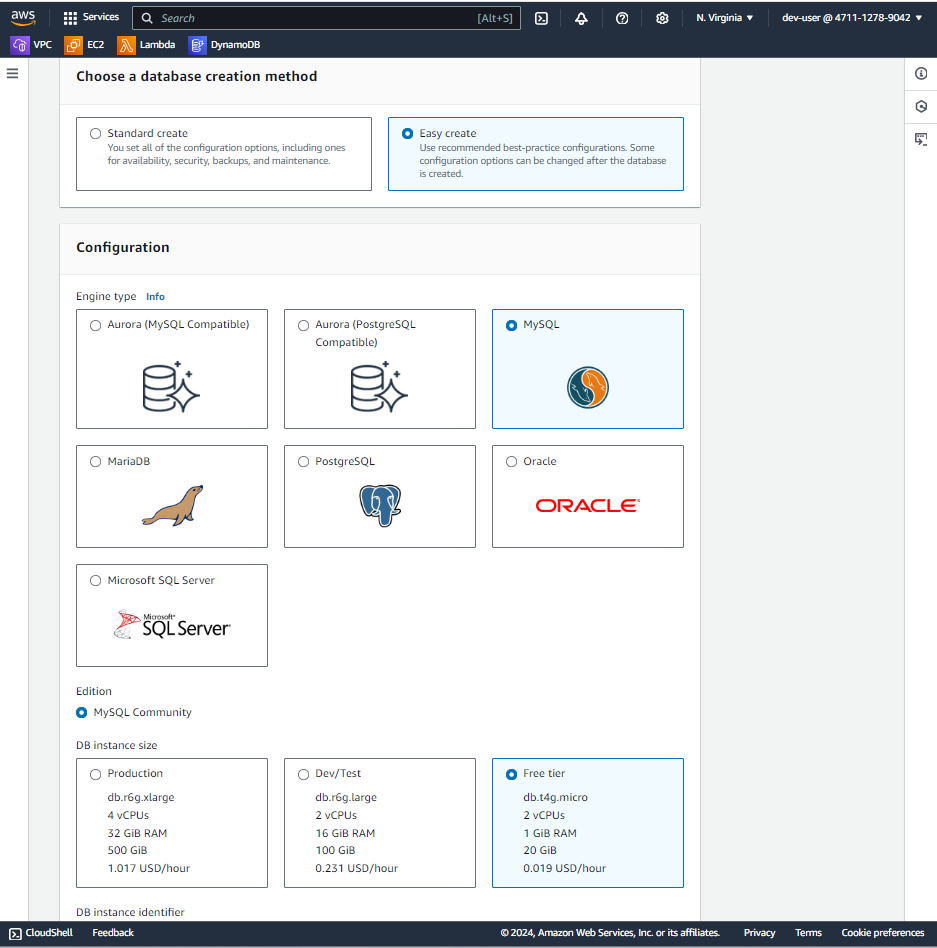 aws
Services
Search
[Alt+S]
N. Virginia
dev-user @ 4711-1278-9042
VPC
EC2
Lambda
DynamoDB
Choose a database creation method
Standard create
You set all of the configuration options, including ones
for availability, security, backups, and maintenance.
Easy create
Use recommended best-practice configurations. Some
configuration options can be changed after the database
is created.
Configuration
Engine type Info
Aurora (MySQL Compatible)
Aurora (PostgreSQL
Compatible)
MySQL
MariaDB
PostgreSQL
Oracle
ORACLE
Microsoft SQL Server
Microsoft
SQL Server
Edition
MySQL Community
DB instance size
Production
db.r6g.xlarge
4 vCPUs
32 GiB RAM
500 GiB
1.017 USD/hour
Dev/Test
db.r6g.large
2 vCPUs
16 GiB RAM
100 GiB
0.231 USD/hour
Free tier
db.t4g.micro
2 vCPUs
1 GiB RAM
20 GiB
0.019 USD/hour
DB instance identifier
CloudShell
Feedback
© 2024, Amazon Web Services, Inc. or its affiliates.
Privacy
Terms
Cookie preferences